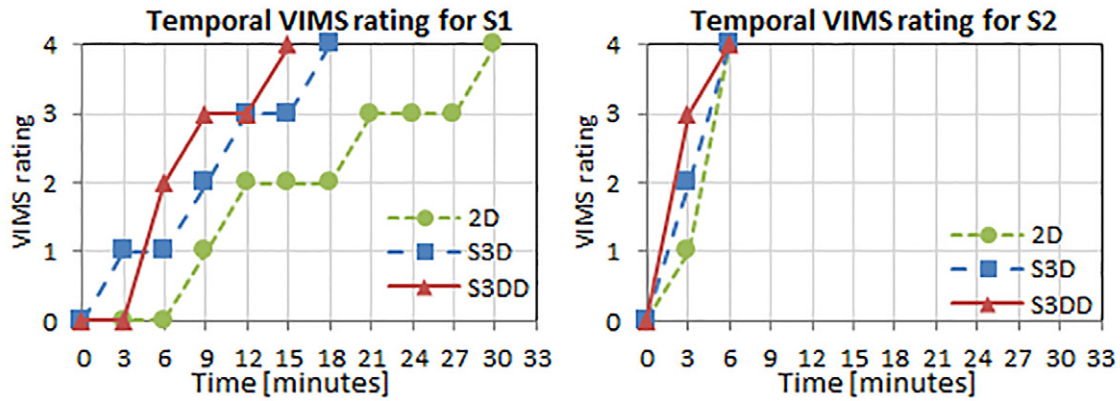 Temporal VIMS rating for S1
4
3
2
1
0
VIMS rating
2D
S3D
S3DD
0 3 6 9 12 15 18 21 24 27 30 33
Time [minutes]
Temporal VIMS rating for S2
4
3
2
1
0
VIMS rating
2D
S3D
S3DD
0 3 6 9 12 15 18 21 24 27 30 33
Time [minutes]